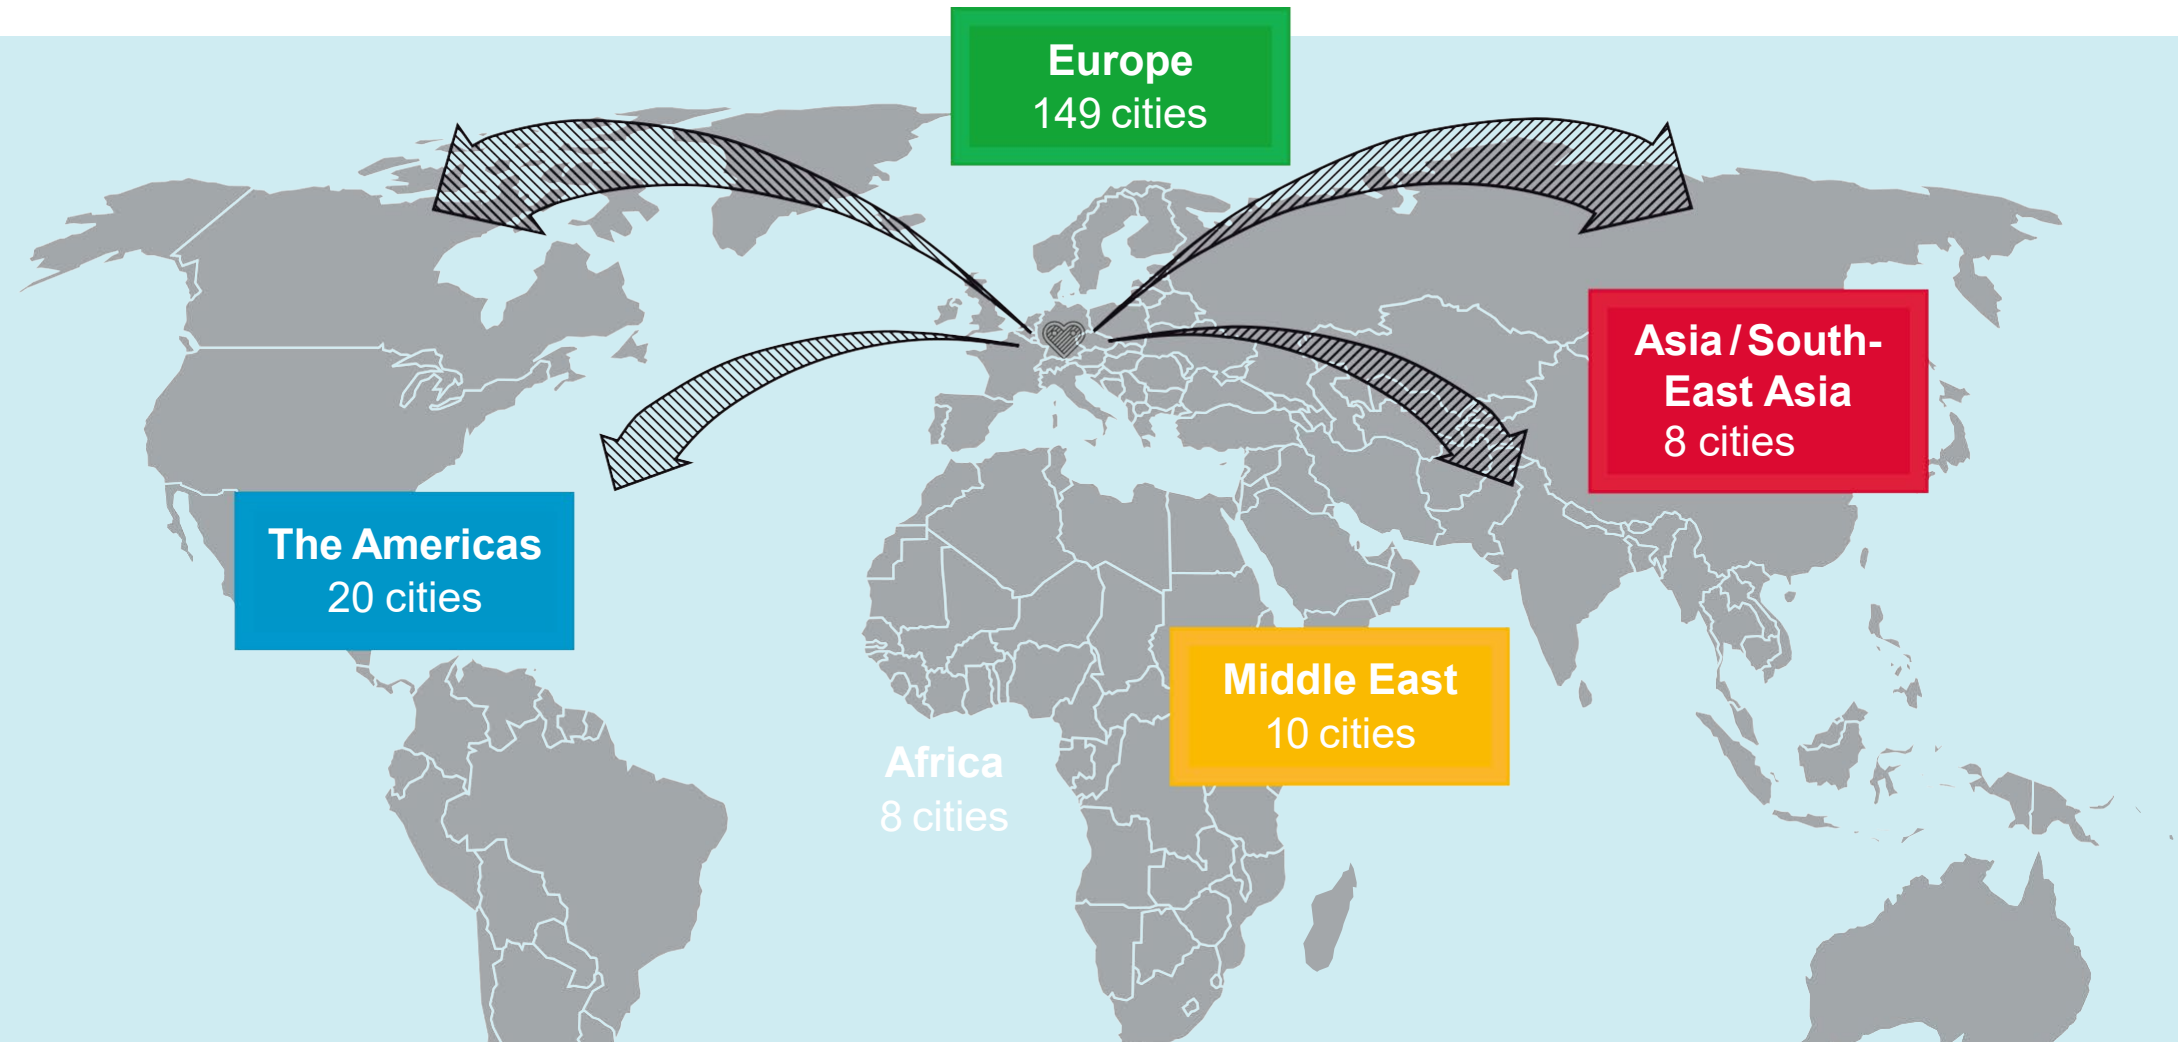 Europe
149 cities
Asia / South-
East Asia
8 cities
The Americas
20 cities
Middle East
10 cities
Africa
8 cities